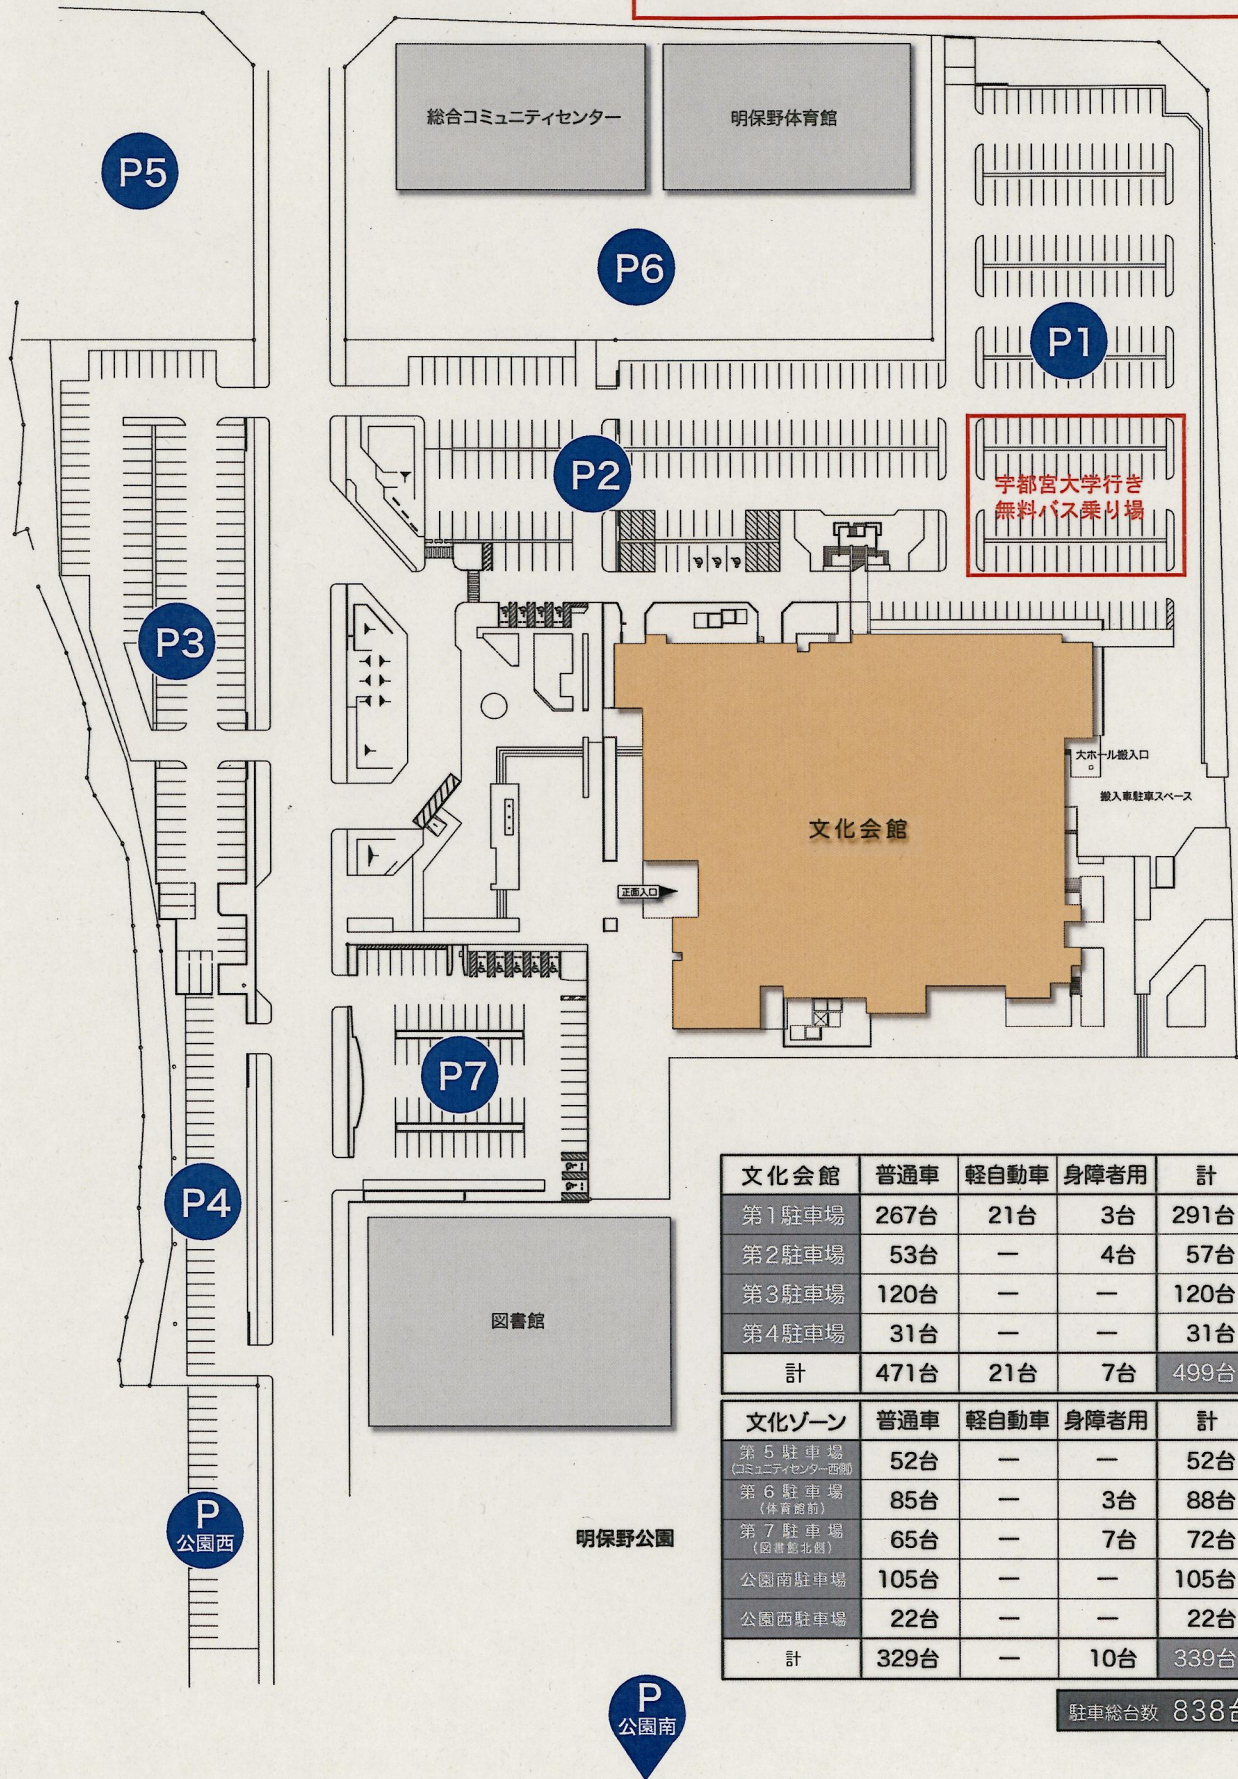 総合コミュニティセンター
明保野体育館
P5
P6
P1
P2
宇都宮大学行き
無料バス乗り場
P3
大ホール搬入口
搬入車駐車スペース
文化会館
正面入口
P7
P4
図書館
P
公園西
明保野公園
P
公園南
文化会館 普通車 軽自動車 身障者用 計
第1駐車場 267台 21台 3台 291台
第2駐車場 53台 — 4台 57台
第3駐車場 120台 — — 120台
第4駐車場 31台 — — 31台
計 471台 21台 7台 499台
文化ゾーン 普通車 軽自動車 身障者用 計
第5駐車場 52台 — — 52台
(コミュニティセンター西側)
第6駐車場 85台 — 3台 88台
(体育館前)
第7駐車場 65台 — 7台 72台
(図書館北側)
公園南駐車場 105台 — — 105台
公園西駐車場 22台 — — 22台
計 329台 — 10台 339台
駐車総台数 838台